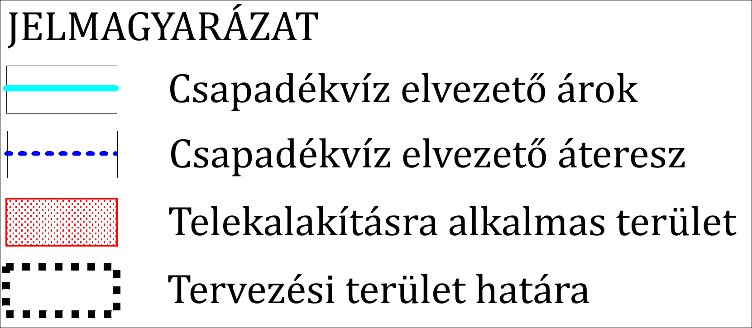 JELMAGYARÁZAT
Csapadékvíz elvezető árok
Csapadékvíz elvezető áteresz
Telekalakításra alkalmas terület
Tervezési terület határa